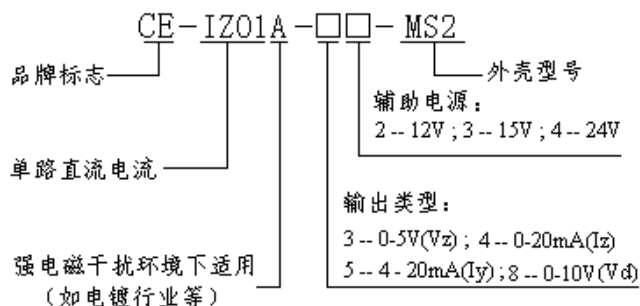 CE-IZ01A-□□-MS2
品牌标志
外壳型号
辅助电源：
2 -- 12V ; 3 -- 15V ; 4 -- 24V
单路直流电流
输出类型：
3 -- 0-5V(Vz) ; 4 -- 0-20mA(Iz)
5 -- 4 - 20mA(Iy) ; 8 -- 0-10V(Vd)
强电磁干扰环境下适用
（如电镀行业等）